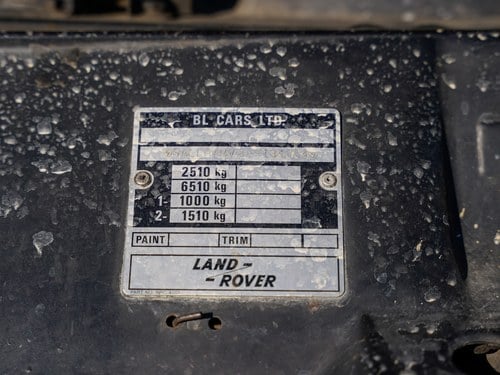 BL CARS LTD.
2510 kg
6510 kg
1- 1000 kg
2- 1510 kg
PAINT TRIM
LAND-
-ROVER